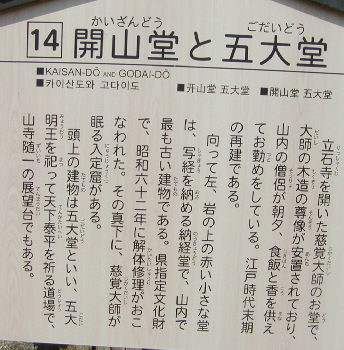 かいざんどう ごだいどう
14 開山堂と五大堂
■KAISAN-DŌ AND GODAI-DŌ
■카이산도와 고다이도 ■开山堂 五大堂 ■開山堂 五大堂
立石寺を開いた慈覚大師のお堂で、
大師の木造の尊像が安置されており、
山内の僧侶が朝夕、食飯と香を供え
てお勤めをしている。江戸時代末期
の再建である。
向って左、岩の上の赤い小さな堂
は、写経を納める納経堂で、山内で
最も古い建物である。県指定文化財
で、昭和六十二年に解体修理がおこ
なわれた。その真下に、慈覚大師が
眠る入定窟がある。
頭上の建物は五大堂といい、五大
明王を祀って天下泰平を祈る道場で、
山寺随一の展望台でもある。